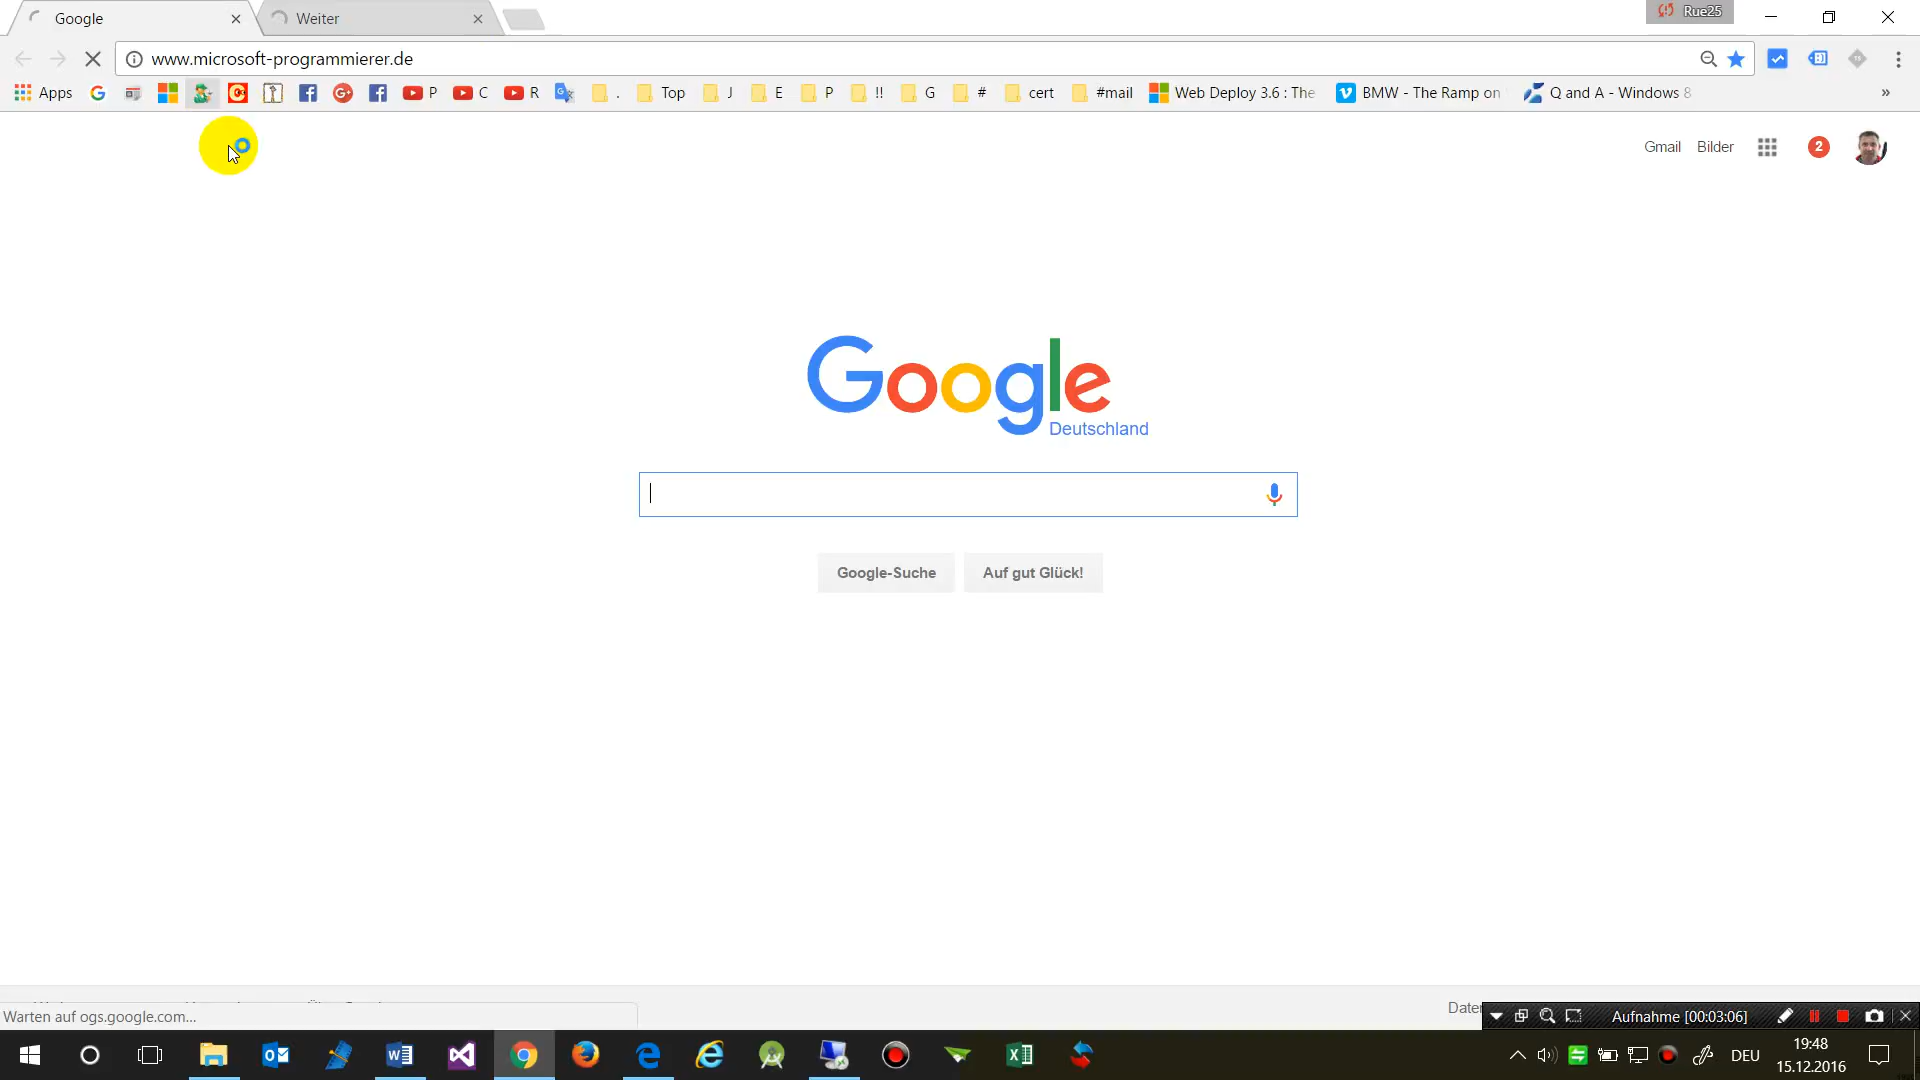 Google
Weiter
Rue25
www.microsoft-programmierer.de
Apps
P
C
R
.
Top
J
E
P
!!
G
#
cert
#mail
Web Deploy 3.6 : The
BMW - The Ramp on
Q and A - Windows 8
»
Gmail
Bilder
2
Google
Deutschland
Google-Suche
Auf gut Glück!
Warten auf ogs.google.com...
Aufnahme [00:03:06]
DEU
19:48
15.12.2016